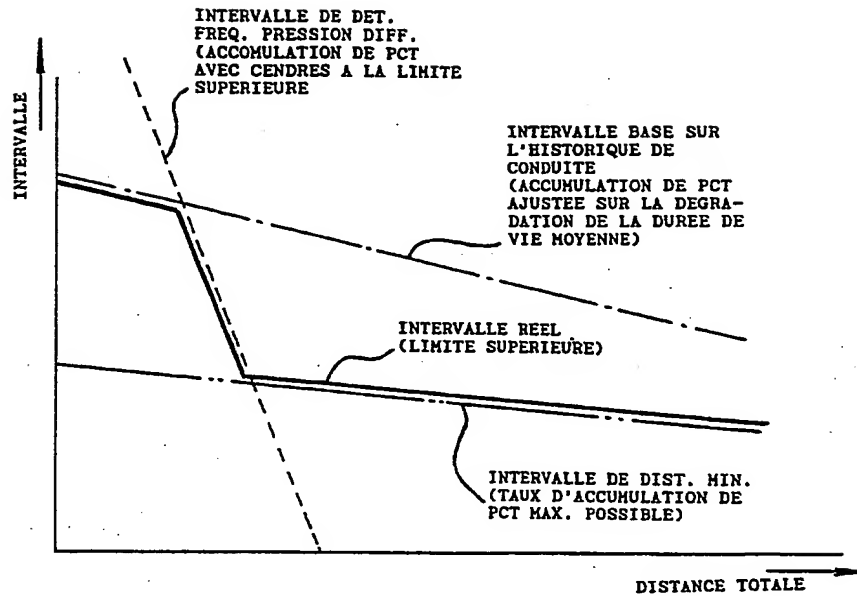 INTERVALLE DE DET.
FREQ. PRESSION DIFF.
(ACCOMULATION DE PCT
AVEC CENDRES A LA LIMITE
SUPERIEURE
INTERVALLE
INTERVALLE BASE SUR
L'HISTORIQUE DE
CONDUITE
(ACCUMULATION DE PCT
AJUSTEE SUR LA DEGRA-
DATION DE LA DUREE DE
VIE MOYENNE)
INTERVALLE REEL
(LIMITE SUPERIEURE)
INTERVALLE DE DIST. MIN.
(TAUX D'ACCUMULATION DE
PCT MAX. POSSIBLE)
DISTANCE TOTALE